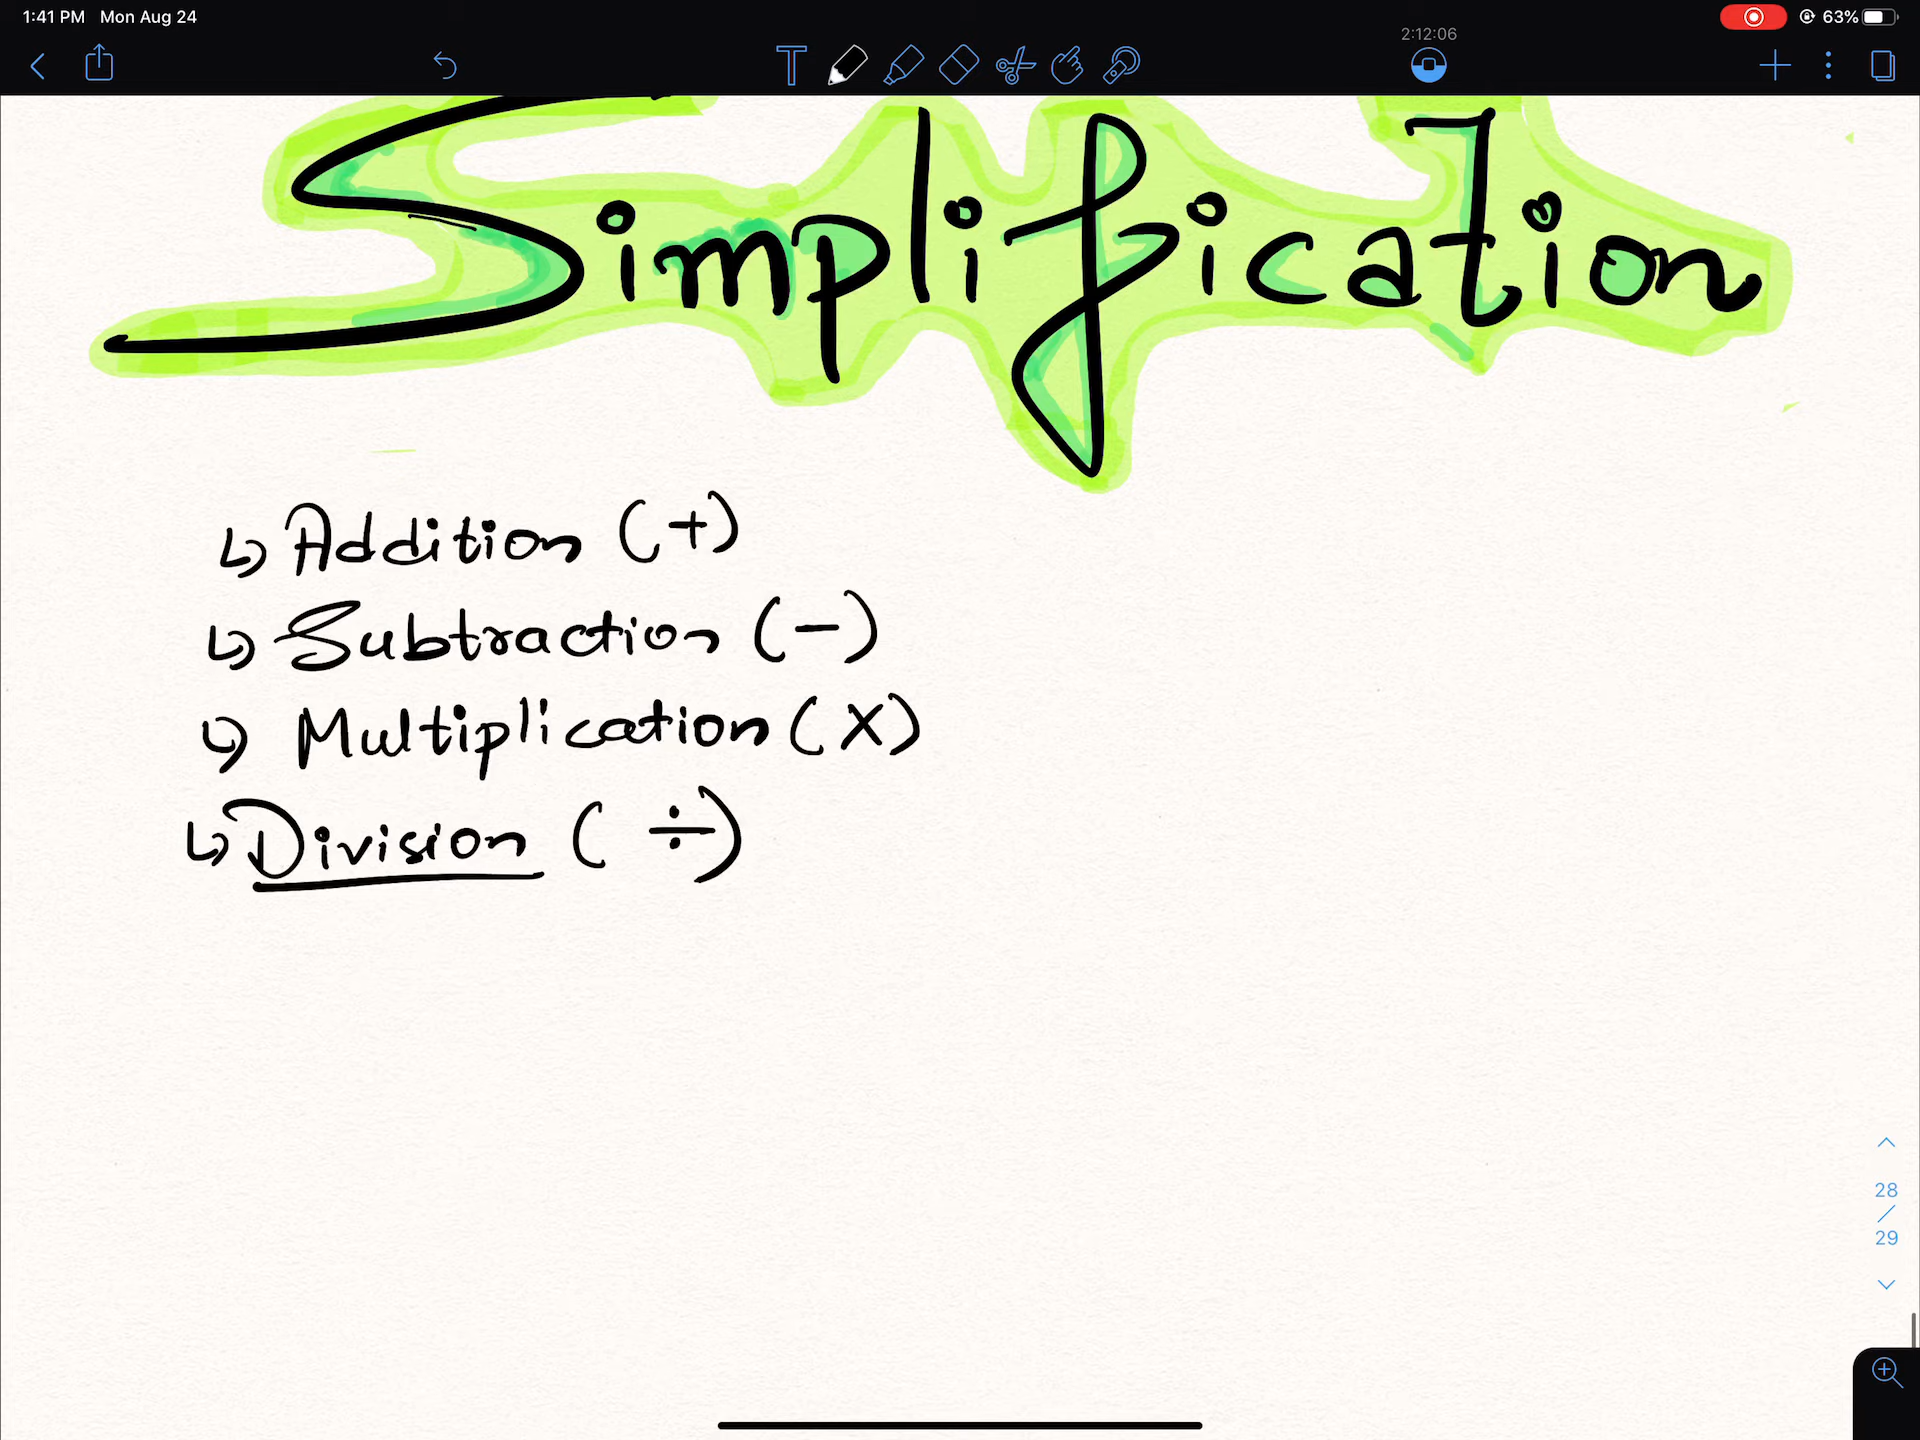 1:41 PM Mon Aug 24
63%
2:12:06
Simplification
↳ Addition (+)
↳ Subtraction (-)
↳ Multiplication (X)
↳ Division (÷)
28
/
29